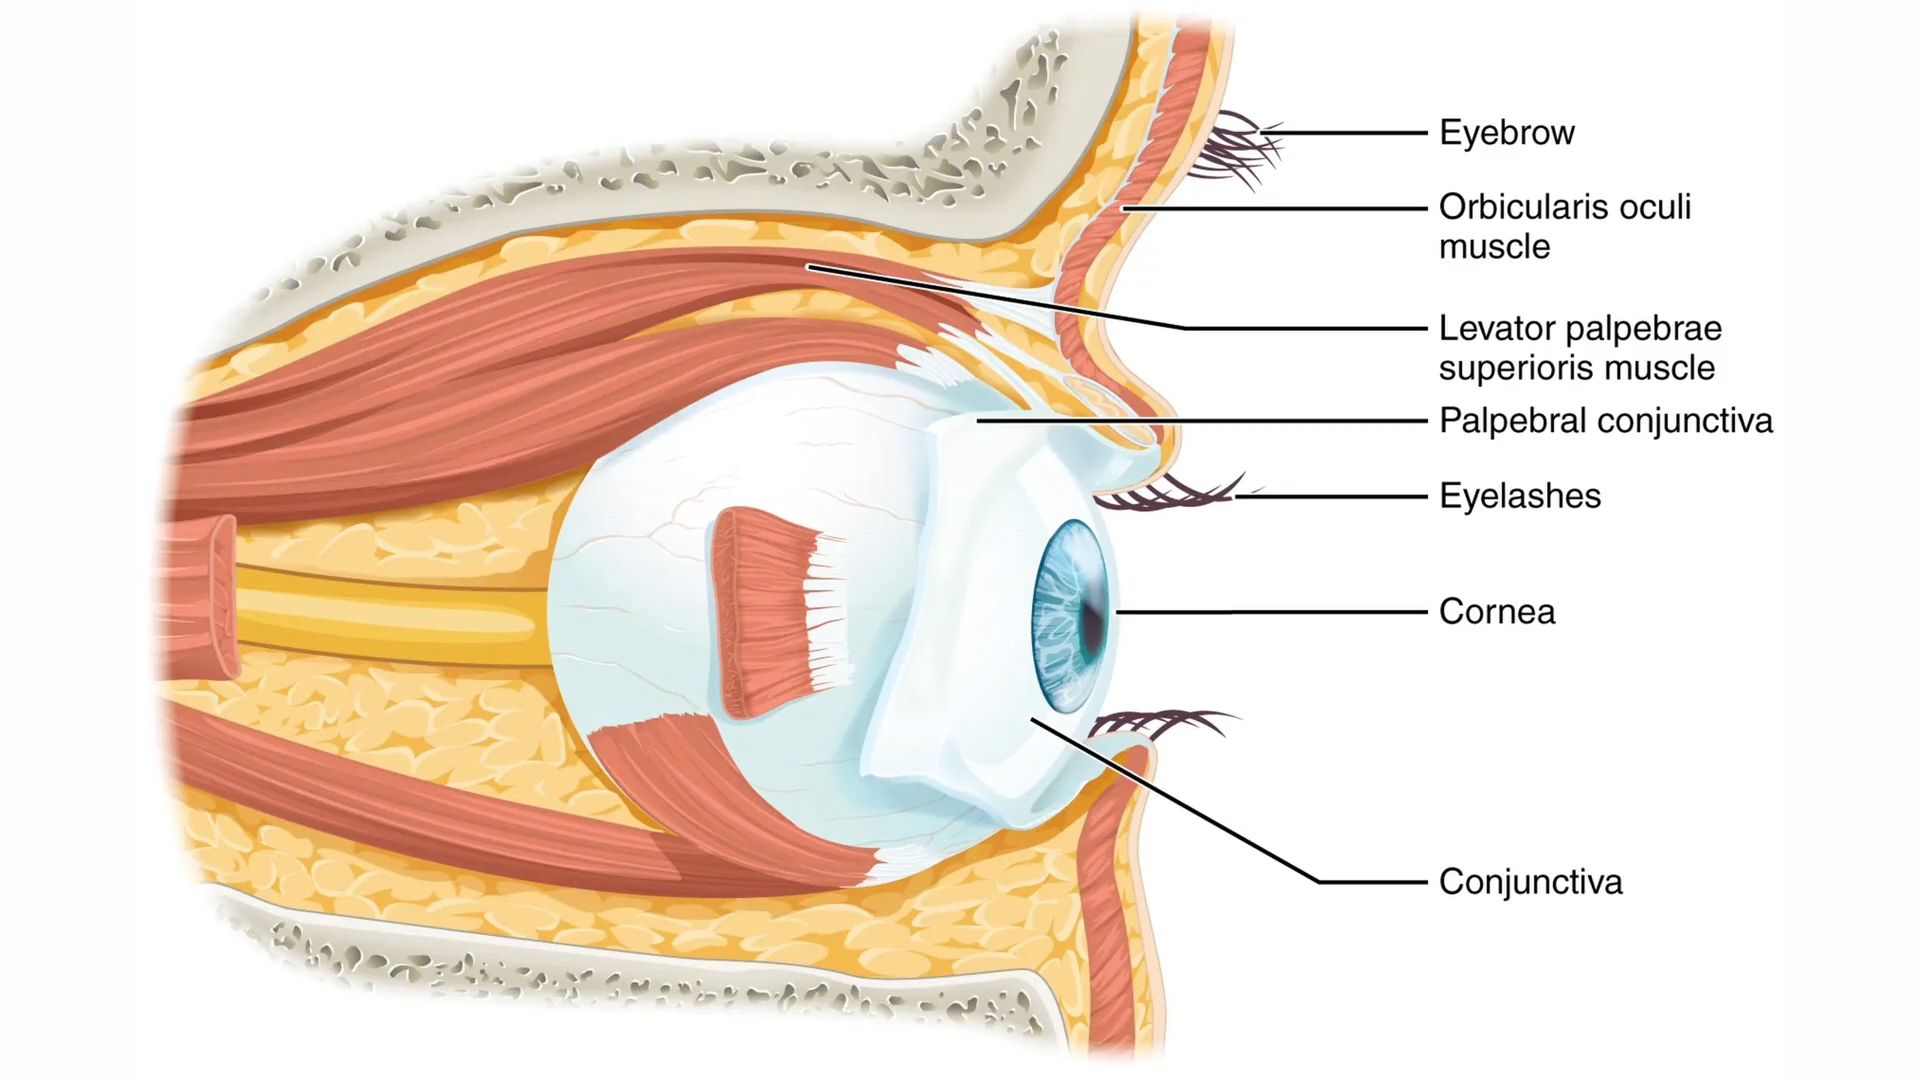 Eyebrow
Orbicularis oculi
muscle
Levator palpebrae
superioris muscle
Palpebral conjunctiva
Eyelashes
Cornea
Conjunctiva